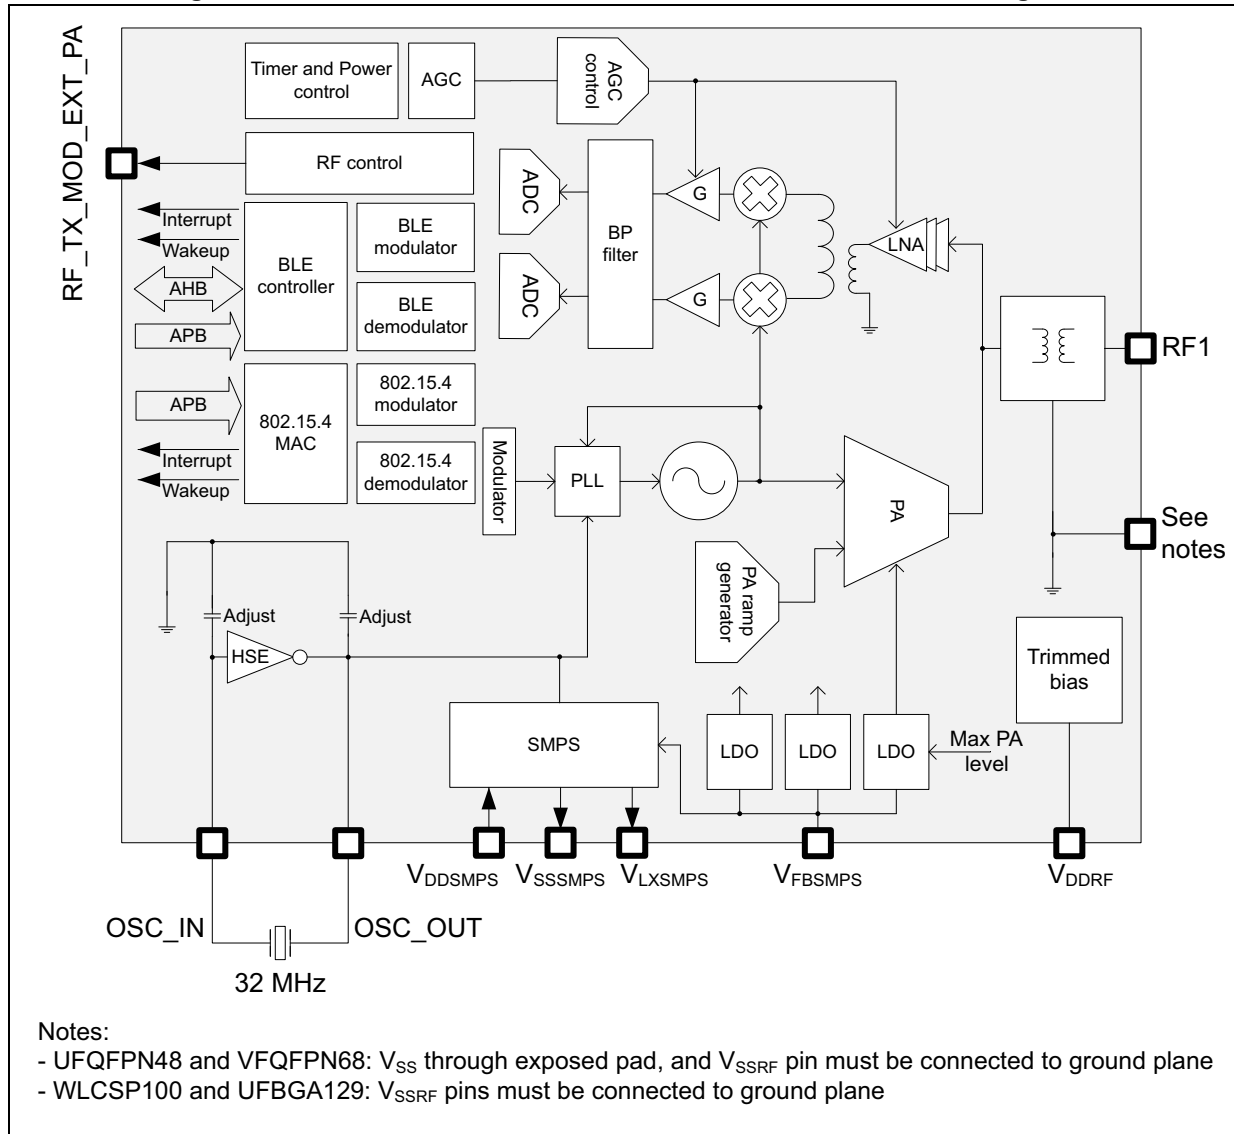 RF_TX_MOD_EXT_PA
Timer and Power
control
AGC
AGC
control
RF control
ADC
BP
filter
G
LNA
Interrupt
Wakeup
AHB
APB
BLE
controller
BLE
modulator
BLE
demodulator
ADC
G
RF1
APB
Interrupt
Wakeup
802.15.4
MAC
802.15.4
modulator
802.15.4
demodulator
Modulator
PLL
PA
See
notes
Adjust
Adjust
HSE
PA ramp
generator
Trimmed
bias
SMPS
LDO
LDO
LDO
Max PA
level
VDDSMPS
VSSSMPS
VLXSMPS
VFBSMPS
VDDRF
OSC_IN
OSC_OUT
32 MHz
Notes:
- UFQFPN48 and VFQFPN68: VSS through exposed pad, and VSSRF pin must be connected to ground plane
- WLCSP100 and UFBGA129: VSSRF pins must be connected to ground plane